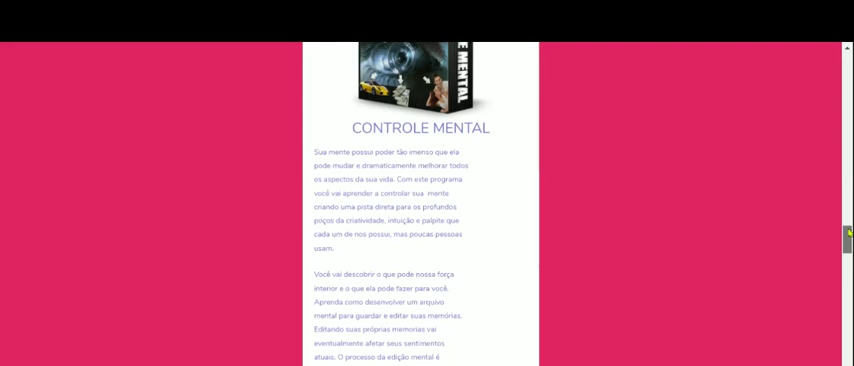 E MENTAL
CONTROLE MENTAL
Sua mente possui poder tão imenso que ela
pode mudar e dramaticamente melhorar todos
os aspectos da sua vida. Com este programa
você vai aprender a controlar sua mente
criando uma pista direta para os profundos
poços da criatividade, intuição e palpite que
cada um de nos possui, mas poucas pessoas
usam.
Você vai descobrir o que pode nossa força
interior e o que ela pode fazer para você.
Aprenda como desenvolver um arquivo
mental para guardar e editar suas memórias.
Editando suas próprias memorias vai
eventualmente afetar seus sentimentos
atuais. O processo da edição mental é